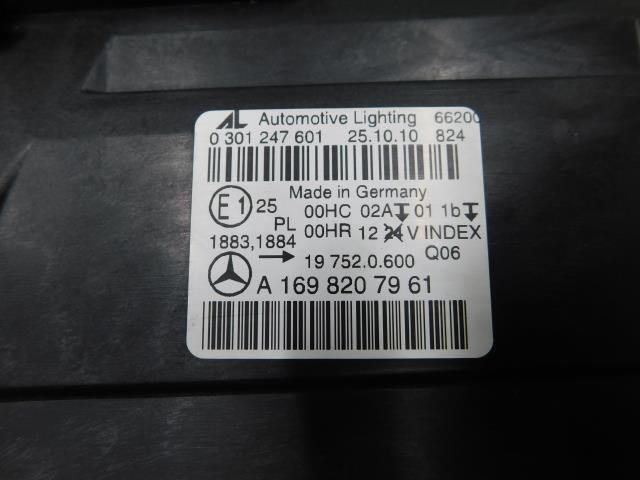 AL Automotive Lighting 66200
0 301 247 601 25.10.10 824
Made in Germany
E1 25 00HC 02A 01 1b
PL 00HR 12 24 V INDEX
1883,1884 19 752.0.600 Q06
A 169 820 79 61